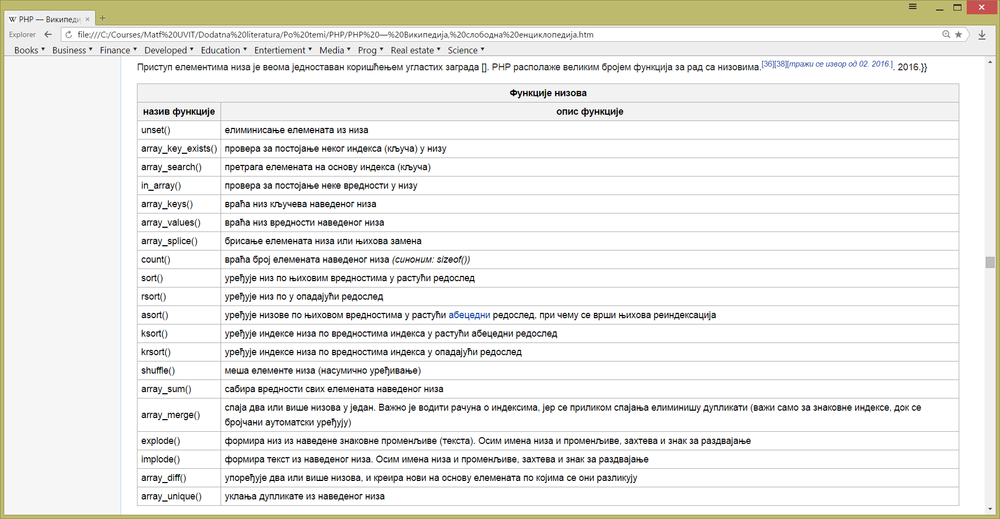 PHP — Википеди
Explorer
file:///C:/Courses/Matf%20UVIT/Dodatna%20literatura/Po%20temi/PHP/PHP%20—%20Википедија,%20слободна%20енциклопедија.htm
Books Business Finance Developed Education Entertiement Media Prog Real estate Science
Приступ елементима низа је веома једноставан коришћењем угластих заграда []. PHP располаже великим бројем функција за рад са низовима.[36][38][тражи се извор од 02. 2016.]. 2016.}}
Функције низова
назив функције опис функције
unset() елиминисање елемената из низа
array_key_exists() провера за постојање неког индекса (кључа) у низу
array_search() претрага елемената на основу индекса (кључа)
in_array() провера за постојање неке вредности у низу
array_keys() враћа низ кључева наведеног низа
array_values() враћа низ вредности наведеног низа
array_splice() брисање елемената низа или њихова замена
count() враћа број елемената наведеног низа (синоним: sizeof())
sort() уређује низ по њиховим вредностима у растући редослед
rsort() уређује низ по у опадајући редослед
asort() уређује низове по њиховом вредностима у растући абецедни редослед, при чему се врши њихова реиндексација
ksort() уређује индексе низа по вредностима индекса у растући абецедни редослед
krsort() уређује индексе низа по вредностима индекса у опадајући редослед
shuffle() меша елементе низа (насумично уређивање)
array_sum() сабира вредности свих елемената наведеног низа
array_merge() спаја два или више низова у један. Важно је водити рачуна о индексима, јер се приликом спајања елиминишу дупликати (важи само за знаковне индексе, док се
бројчани аутоматски уређују)
explode() формира низ из наведене знаковне променљиве (текста). Осим имена низа и променљиве, захтева и знак за раздвајање
implode() формира текст из наведеног низа. Осим имена низа и променљиве, захтева и знак за раздвајање
array_diff() упоређује два или више низова, и креира нови на основу елемената по којима се они разликују
array_unique() уклања дупликате из наведеног низа